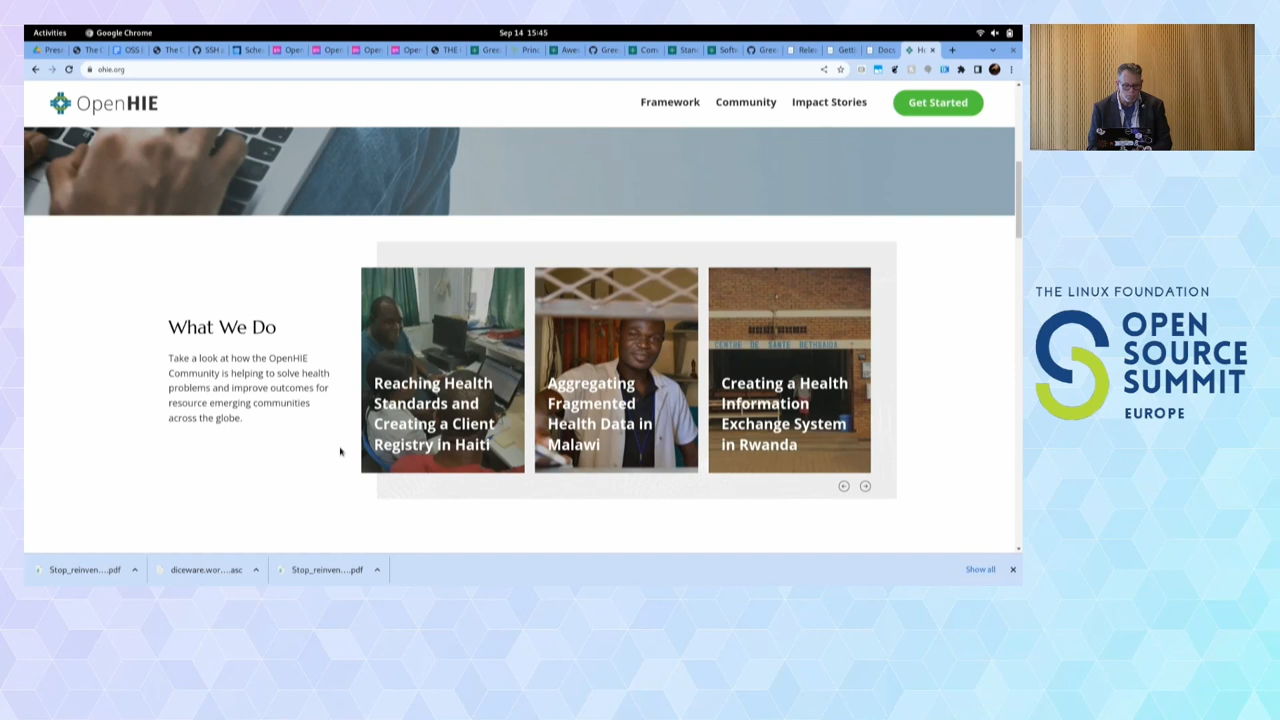 Activities
Google Chrome
Sep 14 15:45
ohie.org
OpenHIE
Framework
Community
Impact Stories
Get Started
What We Do
Take a look at how the OpenHIE
Community is helping to solve health
problems and improve outcomes for
resource emerging communities
across the globe.
Reaching Health
Standards and
Creating a Client
Registry in Haiti
Aggregating
Fragmented
Health Data in
Malawi
CENTRE DE SANTE BETHSAIDA
Creating a Health
Information
Exchange System
in Rwanda
Stop_reinven....pdf
diceware.wor....asc
Stop_reinven....pdf
Show all
THE LINUX FOUNDATION
OPEN
SOURCE
SUMMIT
EUROPE